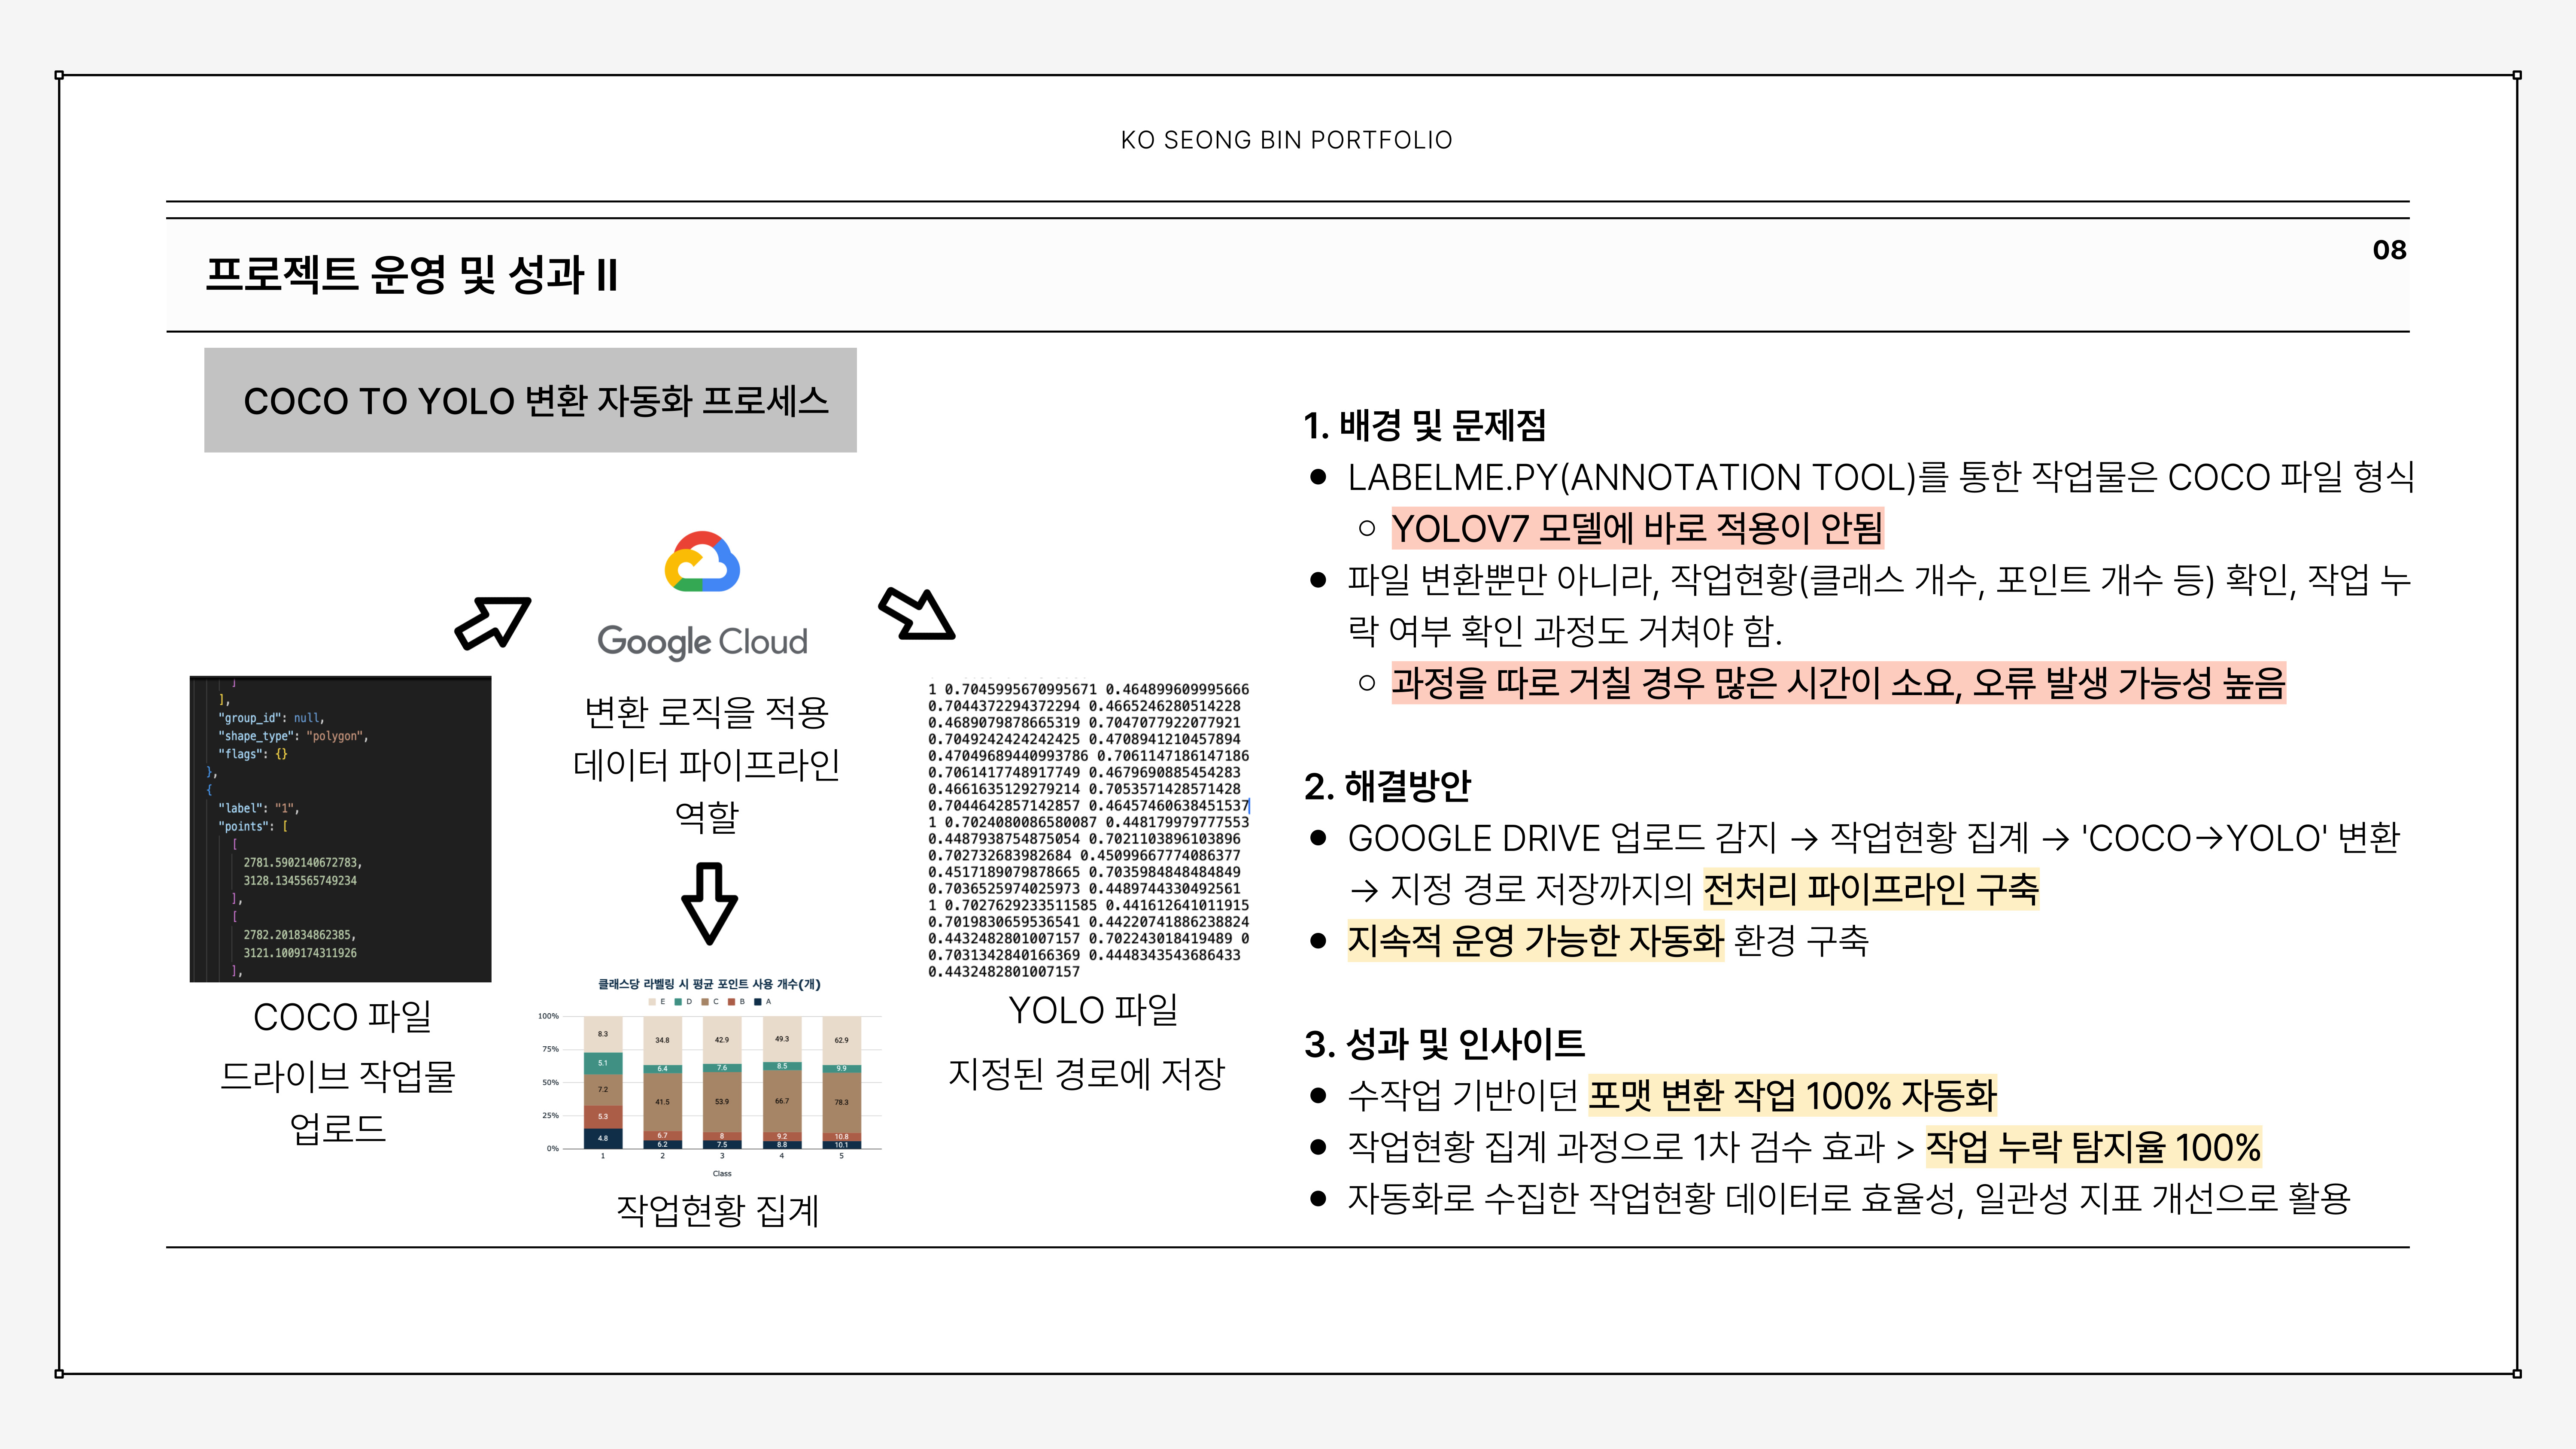 KO SEONG BIN PORTFOLIO
프로젝트 운영 및 성과 II
08
COCO TO YOLO 변환 자동화 프로세스
]
],
"group_id": null,
"shape_type": "polygon",
"flags": {}
},
{
"label": "1",
"points": [
[
2781.5902140672783,
3128.1345565749234
],
[
2782.201834862385,
3121.1009174311926
],
COCO 파일
드라이브 작업물
업로드
Google Cloud
변환 로직을 적용
데이터 파이프라인
역할
클래스당 라벨링 시 평균 포인트 사용 개수(개)
E D C B A
100%
75%
50%
25%
0%
8.3 34.8 42.9 49.3 62.9
5.1 6.4 7.6 8.5 9.9
7.2 41.5 53.9 66.7 78.3
5.3 6.7 8 9.2 10.8
4.8 6.2 7.5 8.8 10.1
1 2 3 4 5
Class
작업현황 집계
1 0.7045995670995671 0.464899609995666
0.7044372294372294 0.4665246280514228
0.4689079878665319 0.7047077922077921
0.7049242424242425 0.4708941210457894
0.47049689440993786 0.7061147186147186
0.7061417748917749 0.4679690885454283
0.4661635129279214 0.7053571428571428
0.7044642857142857 0.46457460638451537
1 0.7024080086580087 0.448179979777553
0.4487938754875054 0.7021103896103896
0.702732683982684 0.45099667774086377
0.4517189079878665 0.7035984848484849
0.7036525974025973 0.4489744330492561
1 0.7027629233511585 0.441612641011915
0.7019830659536541 0.44220741886238824
0.4432482801007157 0.702243018419489 0
0.7031342840166369 0.4448343543686433
0.4432482801007157
YOLO 파일
지정된 경로에 저장
1. 배경 및 문제점
● LABELME.PY(ANNOTATION TOOL)를 통한 작업물은 COCO 파일 형식
○ YOLOV7 모델에 바로 적용이 안됨
● 파일 변환뿐만 아니라, 작업현황(클래스 개수, 포인트 개수 등) 확인, 작업 누
락 여부 확인 과정도 거쳐야 함.
○ 과정을 따로 거칠 경우 많은 시간이 소요, 오류 발생 가능성 높음
2. 해결방안
● GOOGLE DRIVE 업로드 감지 → 작업현황 집계 → 'COCO→YOLO' 변환
→ 지정 경로 저장까지의 전처리 파이프라인 구축
● 지속적 운영 가능한 자동화 환경 구축
3. 성과 및 인사이트
● 수작업 기반이던 포맷 변환 작업 100% 자동화
● 작업현황 집계 과정으로 1차 검수 효과 > 작업 누락 탐지율 100%
● 자동화로 수집한 작업현황 데이터로 효율성, 일관성 지표 개선으로 활용